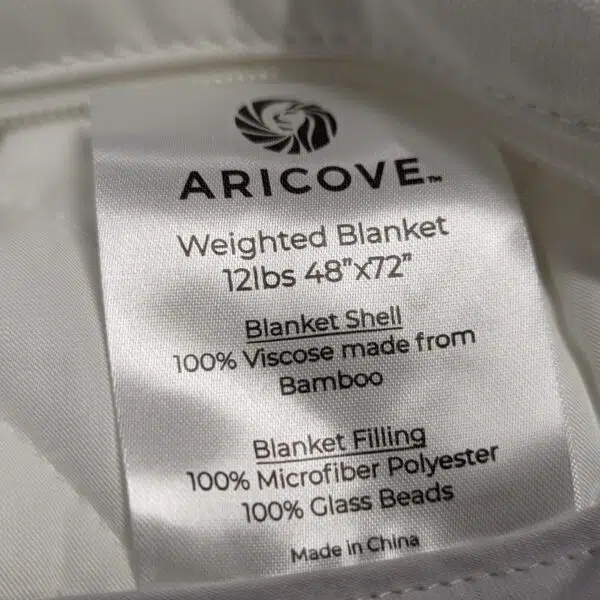 ARICOVE™
Weighted Blanket
12lbs 48"x72"
Blanket Shell
100% Viscose made from
Bamboo
Blanket Filling
100% Microfiber Polyester
100% Glass Beads
Made in China